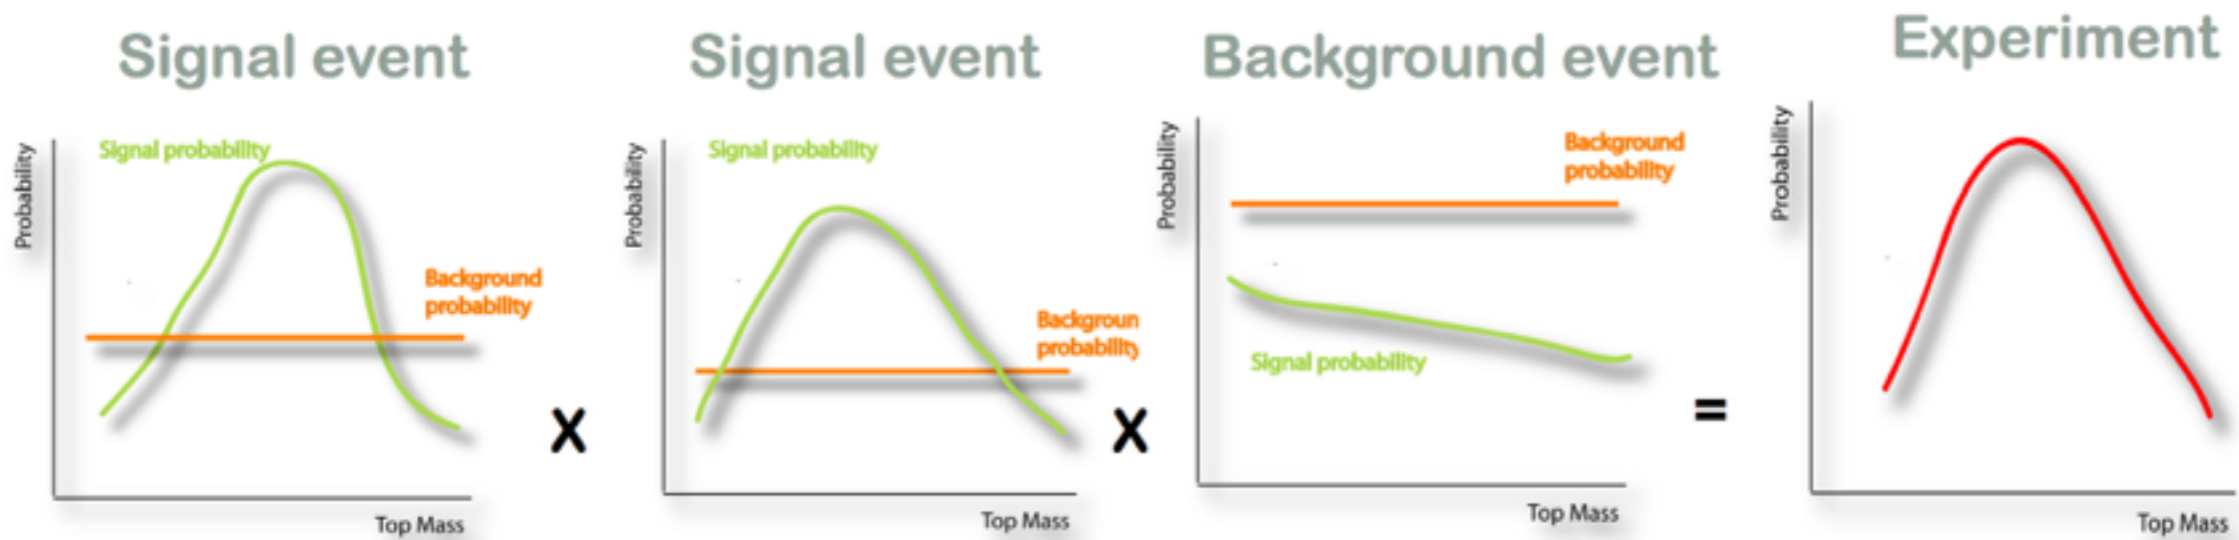 Signal event
Probability
Signal probability
Background
probability
Top Mass
X
Signal event
Probability
Signal probability
Backgroun
probability
Top Mass
X
Background event
Probability
Background
probability
Signal probability
Top Mass
=
Experiment
Probability
Top Mass